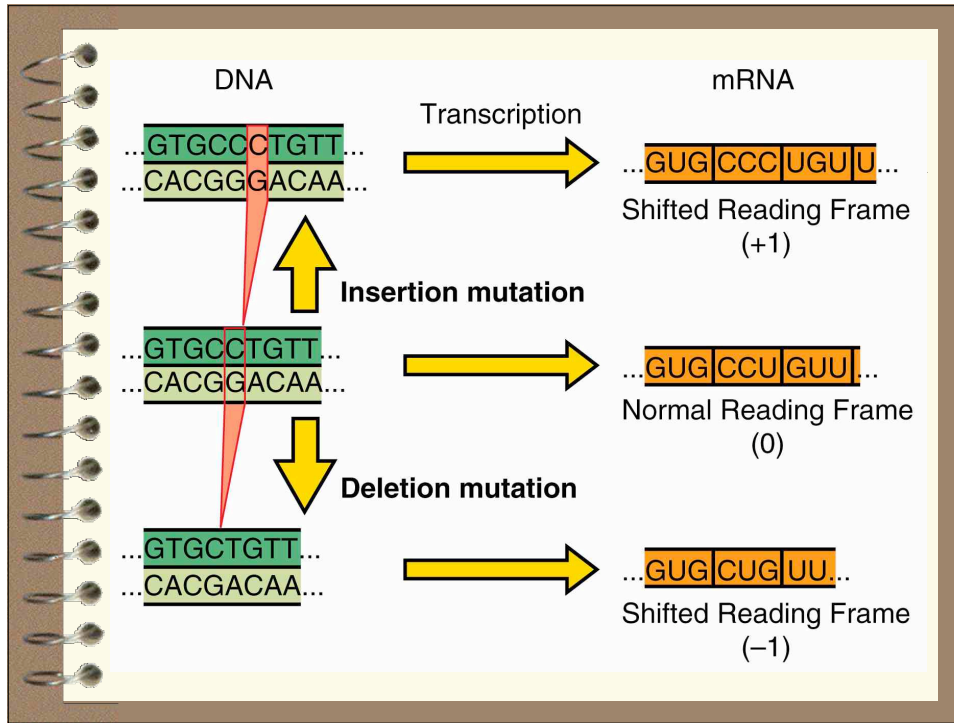 DNA
mRNA
Transcription
...GTGCCCTGTT...
...CACGGGACAA...
...GUG CCC UGU U...
Shifted Reading Frame
(+1)
Insertion mutation
...GTGCCTGTT...
...CACGGACAA...
...GUG CCU GUU ...
Normal Reading Frame
(0)
Deletion mutation
...GTGCTGTT...
...CACGACAA...
...GUG CUG UU...
Shifted Reading Frame
(–1)